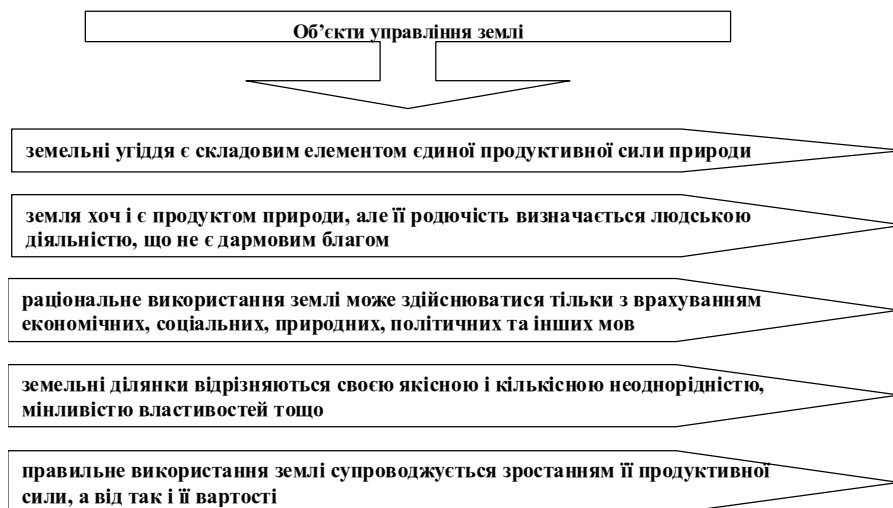 Об’єкти управління землі
земельні угіддя є складовим елементом єдиної продуктивної сили природи
земля хоч і є продуктом природи, але її родючість визначається людською
діяльністю, що не є дармовим благом
раціональне використання землі може здійснюватися тільки з врахуванням
економічних, соціальних, природних, політичних та інших мов
земельні ділянки відрізняються своєю якісною і кількісною неоднорідністю,
мінливістю властивостей тощо
правильне використання землі супроводжується зростанням її продуктивної
сили, а від так і її вартості